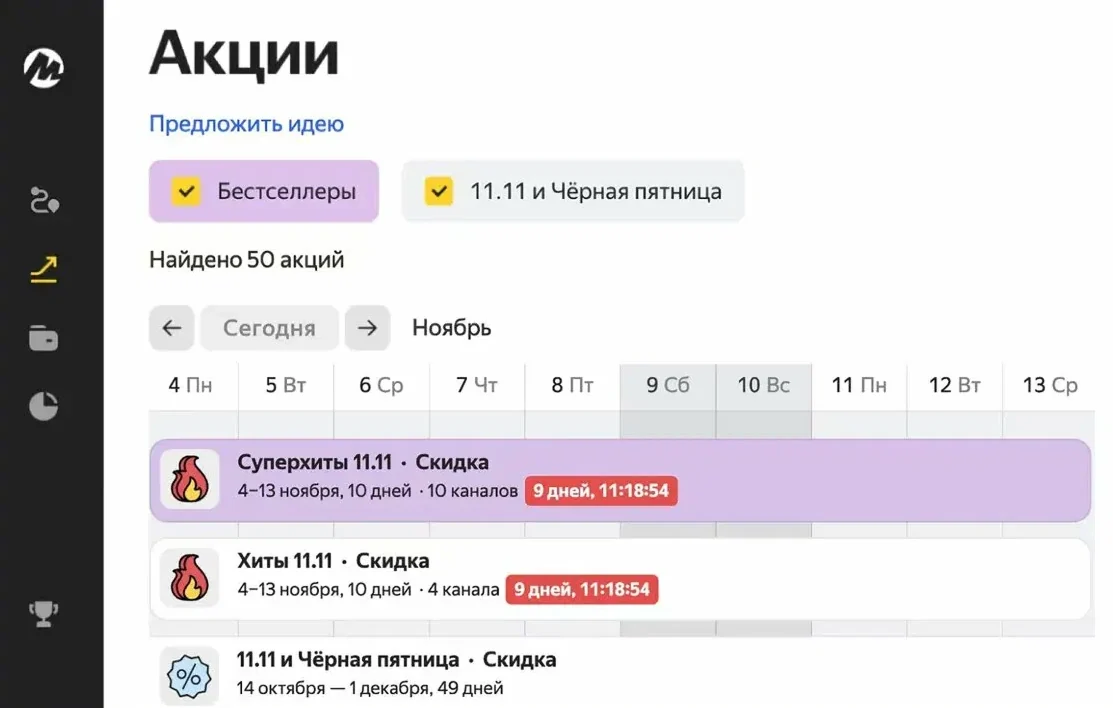 Акции
Предложить идею
Бестселлеры
11.11 и Чёрная пятница
Найдено 50 акций
← Сегодня → Ноябрь
4 Пн 5 Вт 6 Ср 7 Чт 8 Пт 9 Сб 10 Вс 11 Пн 12 Вт 13 Ср
Суперхиты 11.11 · Скидка
4–13 ноября, 10 дней · 10 каналов 9 дней, 11:18:54
Хиты 11.11 · Скидка
4–13 ноября, 10 дней · 4 канала 9 дней, 11:18:54
11.11 и Чёрная пятница · Скидка
14 октября — 1 декабря, 49 дней